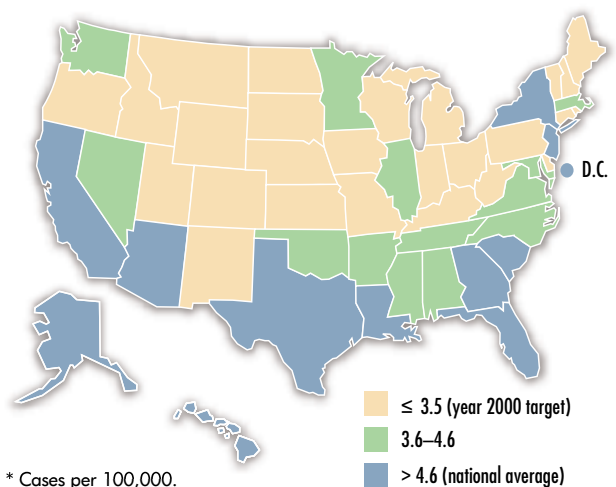 D.C.
≤ 3.5 (year 2000 target)
3.6–4.6
> 4.6 (national average)
* Cases per 100,000.